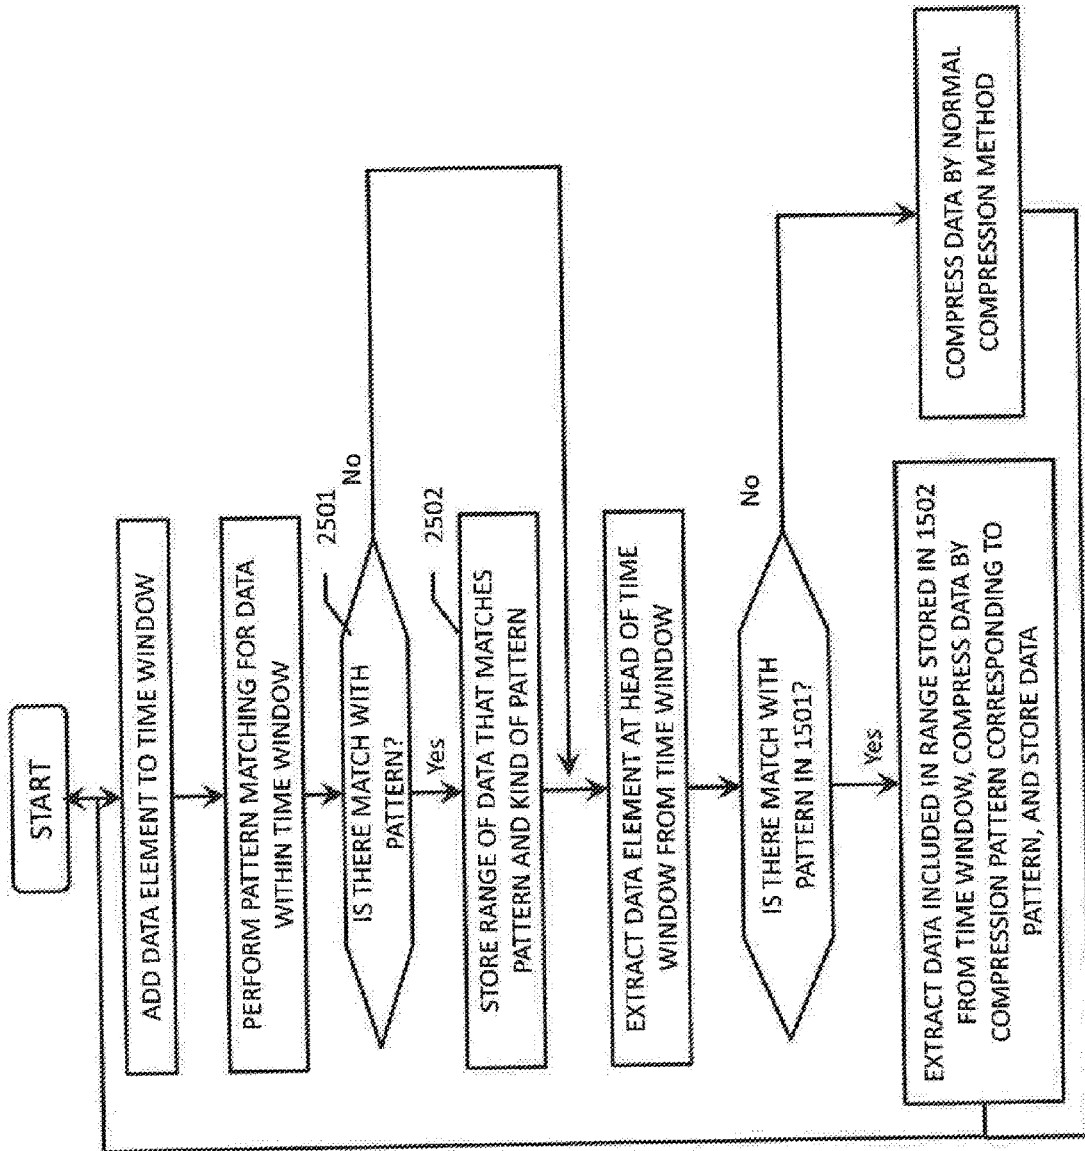 START
ADD DATA ELEMENT TO TIME WINDOW
PERFORM PATTERN MATCHING FOR DATA
WITHIN TIME WINDOW
2501
IS THERE MATCH WITH
PATTERN?
No
Yes
2502
STORE RANGE OF DATA THAT MATCHES
PATTERN AND KIND OF PATTERN
EXTRACT DATA ELEMENT AT HEAD OF TIME
WINDOW FROM TIME WINDOW
IS THERE MATCH WITH
PATTERN IN 1501?
No
Yes
EXTRACT DATA INCLUDED IN RANGE STORED IN 1502
FROM TIME WINDOW, COMPRESS DATA BY
COMPRESSION PATTERN CORRESPONDING TO
PATTERN, AND STORE DATA
COMPRESS DATA BY NORMAL
COMPRESSION METHOD